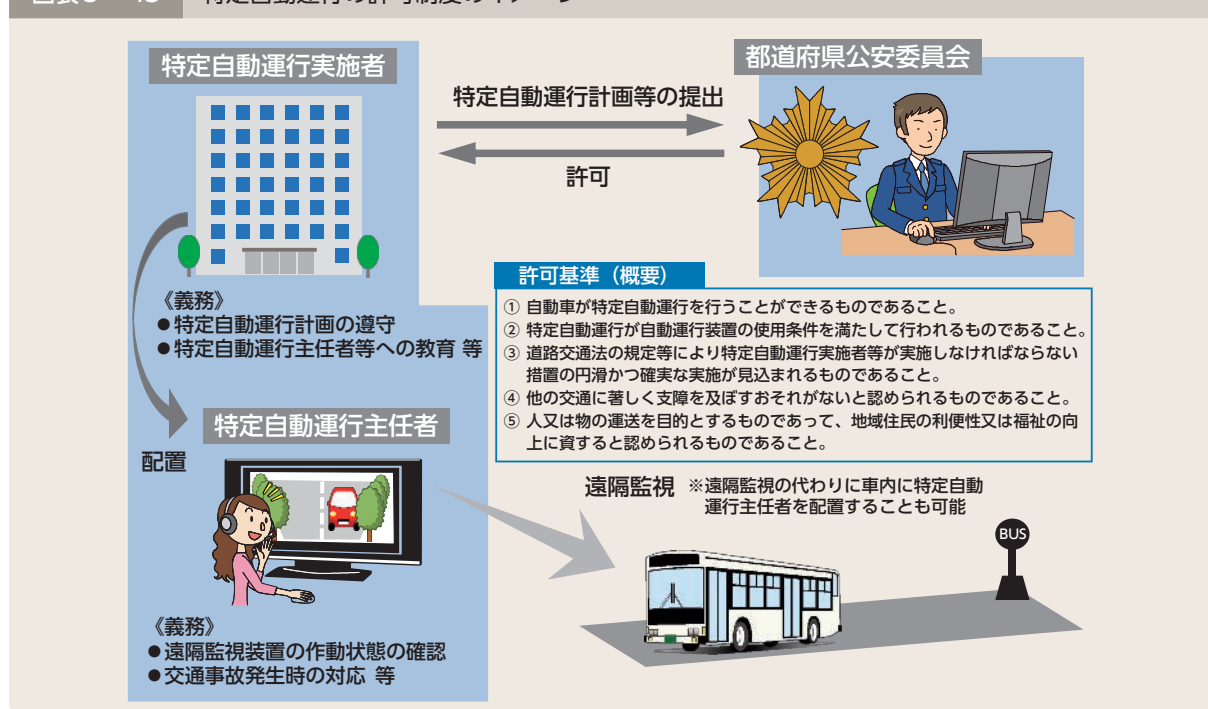 特定自動運行実施者
都道府県公安委員会
特定自動運行計画等の提出
許可
《義務》
●特定自動運行計画の遵守
●特定自動運行主任者等への教育 等
許可基準（概要）
① 自動車が特定自動運行を行うことができるものであること。
② 特定自動運行が自動運行装置の使用条件を満たして行われるものであること。
③ 道路交通法の規定等により特定自動運行実施者等が実施しなければならない
措置の円滑かつ確実な実施が見込まれるものであること。
④ 他の交通に著しく支障を及ぼすおそれがないと認められるものであること。
⑤ 人又は物の運送を目的とするものであって、地域住民の利便性又は福祉の向
上に資すると認められるものであること。
配置
特定自動運行主任者
遠隔監視 ※遠隔監視の代わりに車内に特定自動
運行主任者を配置することも可能
BUS
《義務》
●遠隔監視装置の作動状態の確認
●交通事故発生時の対応 等